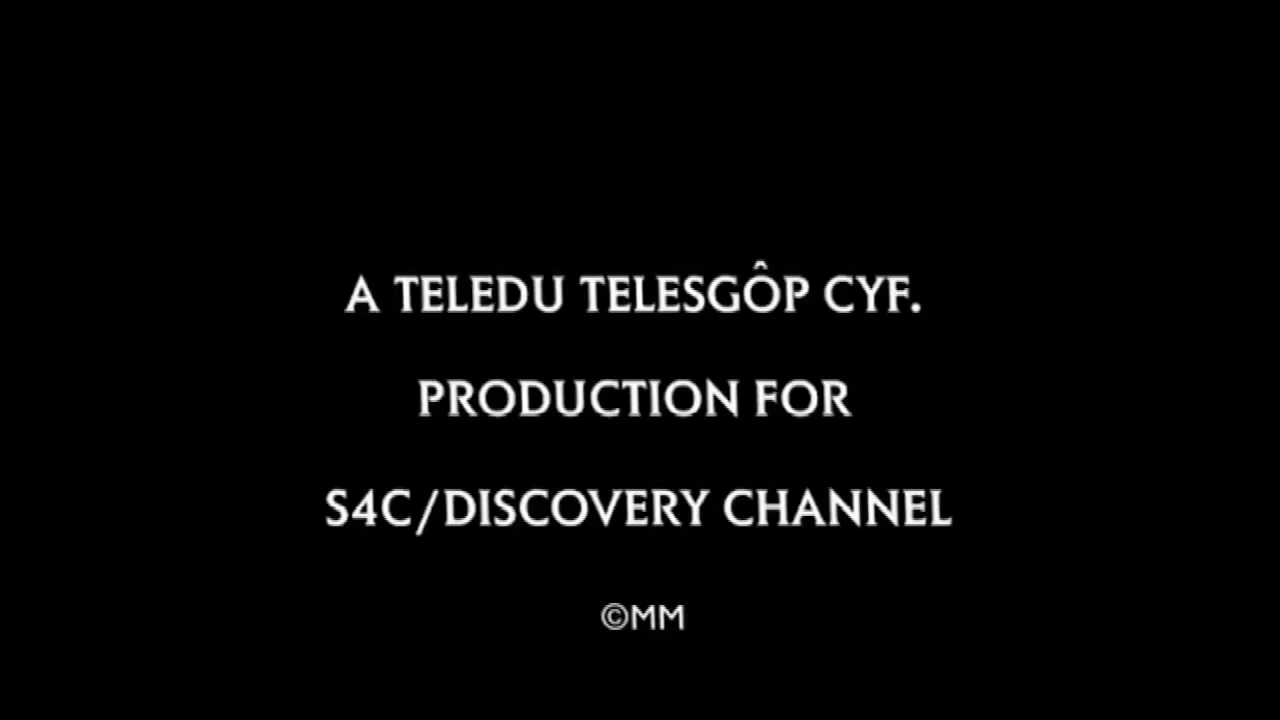 A TELEDU TELESGÔP CYF.
PRODUCTION FOR
S4C/DISCOVERY CHANNEL
©MM